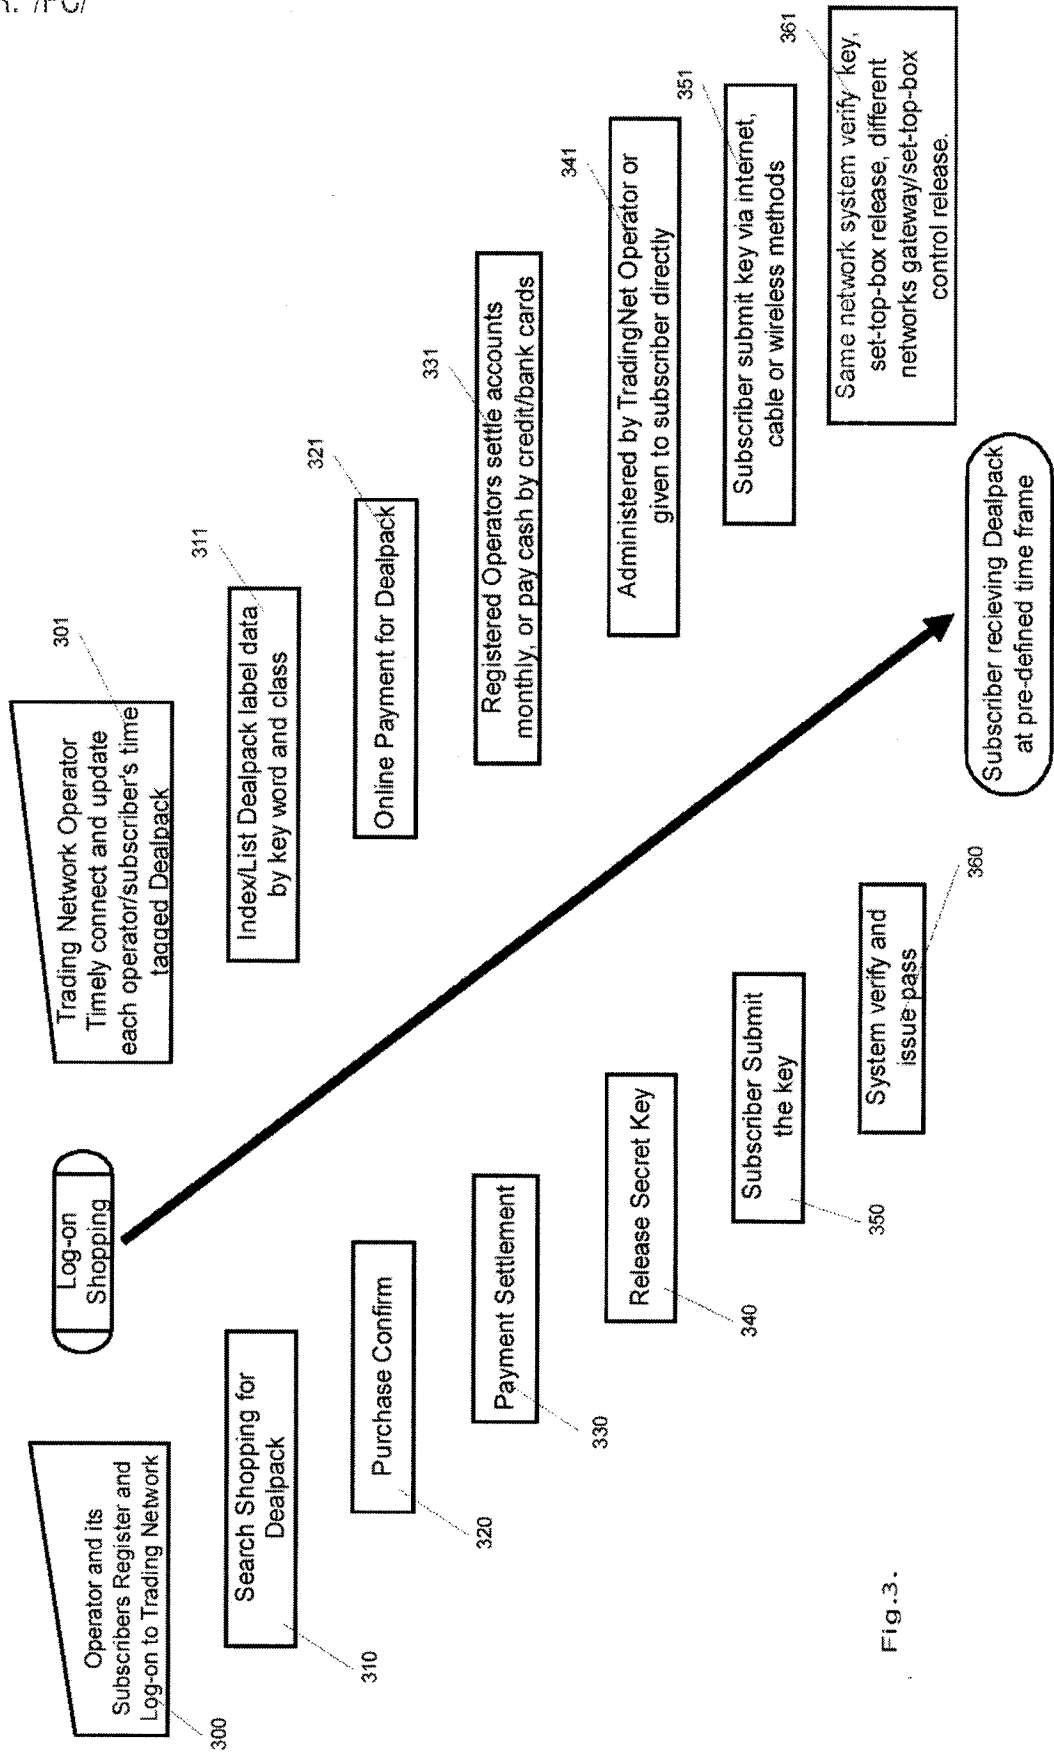 Operator and its
Subscribers Register and
Log-on to Trading Network
300
Log-on
Shopping
Trading Network Operator
Timely connect and update
each operator/subscriber's time
tagged Dealpack
301
Search Shopping for
Dealpack
310
Index/List Dealpack label data
by key word and class
311
Purchase Confirm
320
Online Payment for Dealpack
321
Payment Settlement
330
Registered Operators settle accounts
monthly, or pay cash by credit/bank cards
331
Release Secret Key
340
Administered by TradingNet Operator or
given to subscriber directly
341
Subscriber Submit
the key
350
Subscriber submit key via internet,
cable or wireless methods
351
System verify and
issue pass
360
Same network system verify key,
set-top-box release, different
networks gateway/set-top-box
control release.
361
Subscriber recieving Dealpack
at pre-defined time frame
Fig.3.